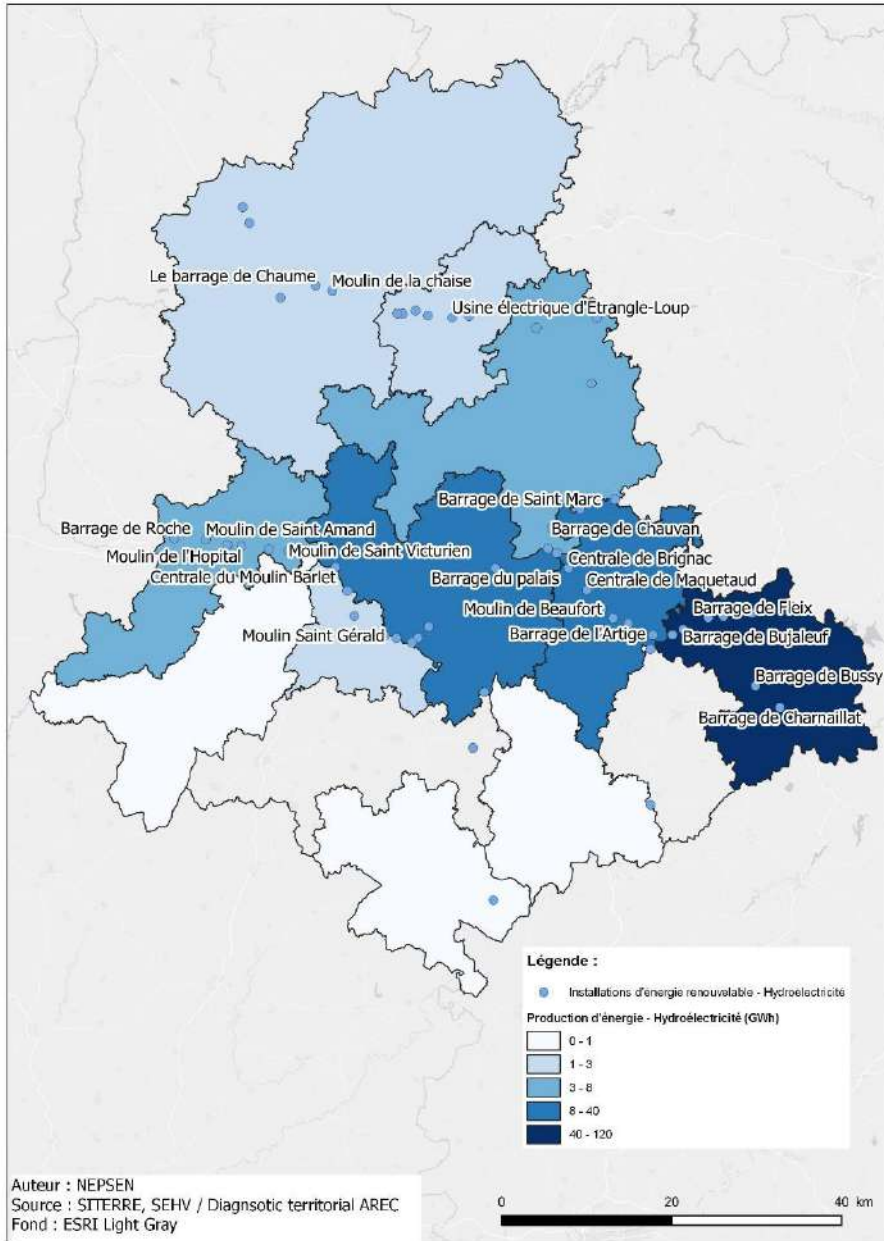 Le barrage de Chaume
Moulin de la chaise
Usine électrique d'Étrangle-Loup
Barrage de Saint Marc
Barrage de Roche
Moulin de Saint Amand
Barrage de Chauvan
Moulin de l'Hopital
Moulin de Saint Victurien
Centrale de Brignac
Centrale du Moulin Barlet
Barrage du palais
Centrale de Maquetaud
Moulin de Beaufort
Barrage de Fleix
Moulin Saint Gérald
Barrage de l'Artige
Barrage de Bujaleuf
Barrage de Bussy
Barrage de Charnaillat
Légende :
Installations d'énergie renouvelable - Hydroélectricité
Production d'énergie - Hydroélectricité (GWh)
0 - 1
1 - 3
3 - 8
8 - 40
40 - 120
Auteur : NEPSEN
Source : SITERRE, SEHV / Diagnsotic territorial AREC
Fond : ESRI Light Gray
0 20 40 km